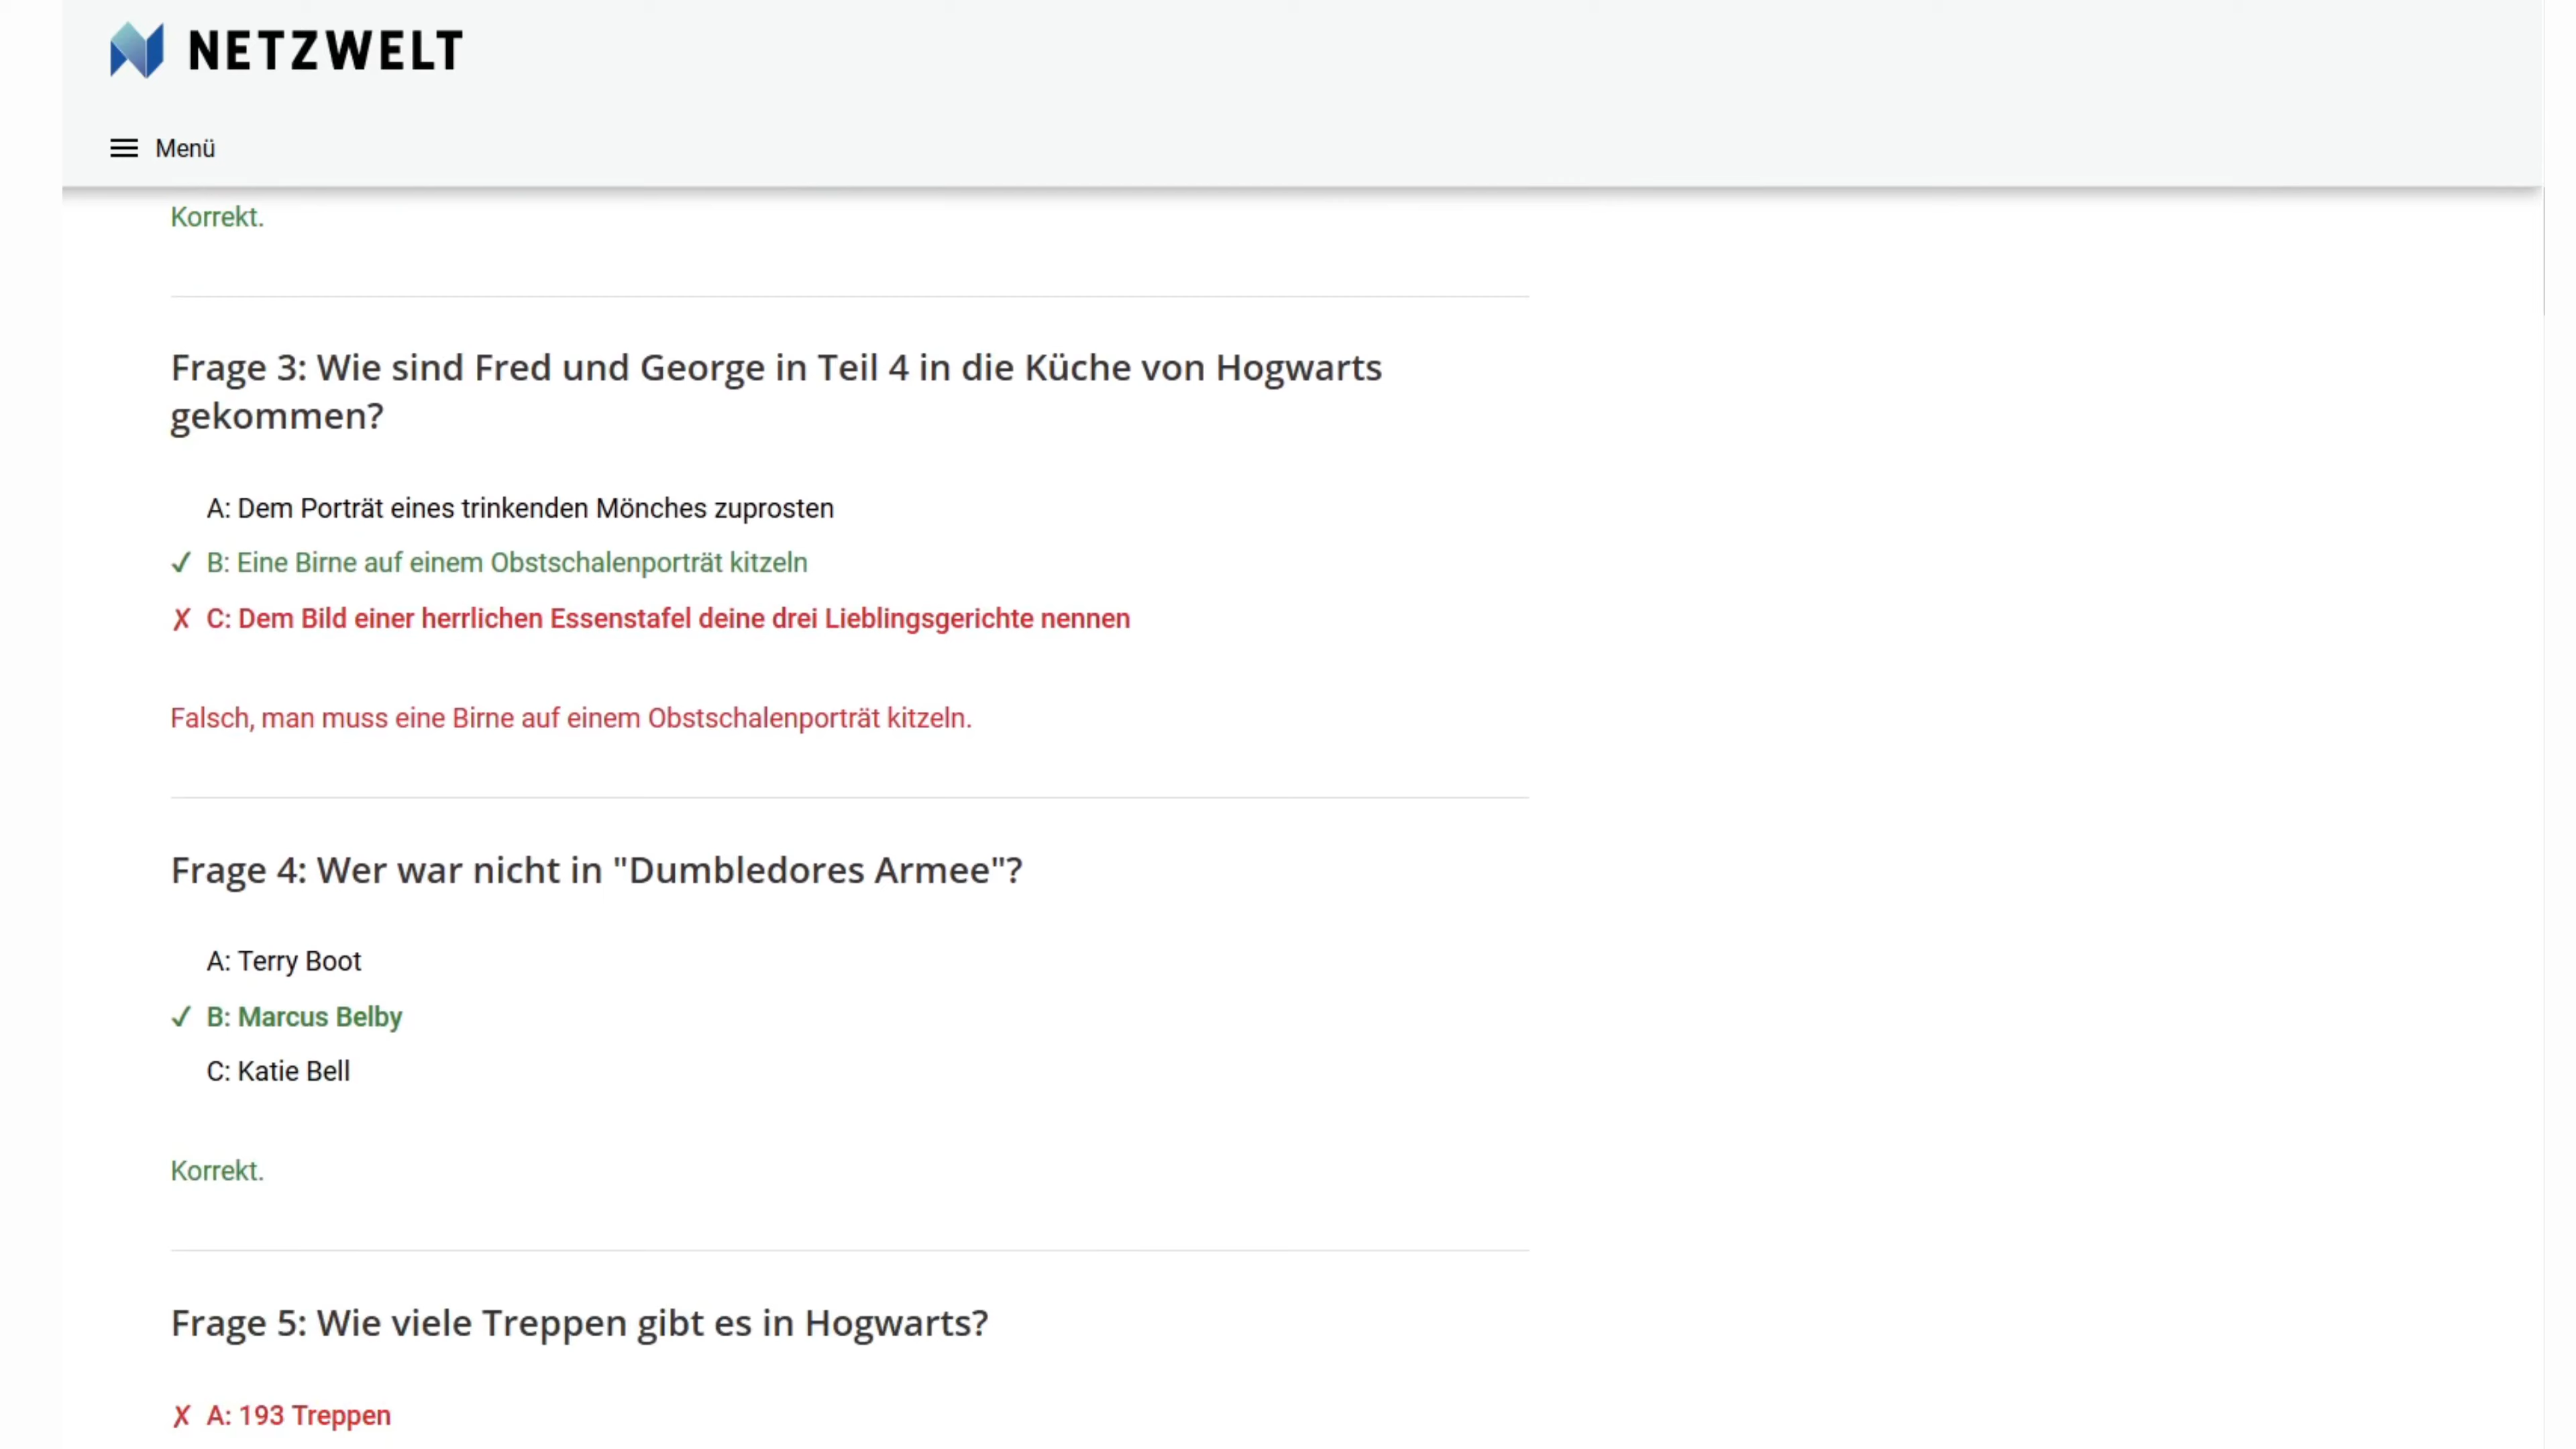 NETZWELT
Menü
Korrekt.
Frage 3: Wie sind Fred und George in Teil 4 in die Küche von Hogwarts
gekommen?
A: Dem Porträt eines trinkenden Mönches zuprosten
✓ B: Eine Birne auf einem Obstschalenporträt kitzeln
✗ C: Dem Bild einer herrlichen Essenstafel deine drei Lieblingsgerichte nennen
Falsch, man muss eine Birne auf einem Obstschalenporträt kitzeln.
Frage 4: Wer war nicht in "Dumbledores Armee"?
A: Terry Boot
✓ B: Marcus Belby
C: Katie Bell
Korrekt.
Frage 5: Wie viele Treppen gibt es in Hogwarts?
✗ A: 193 Treppen